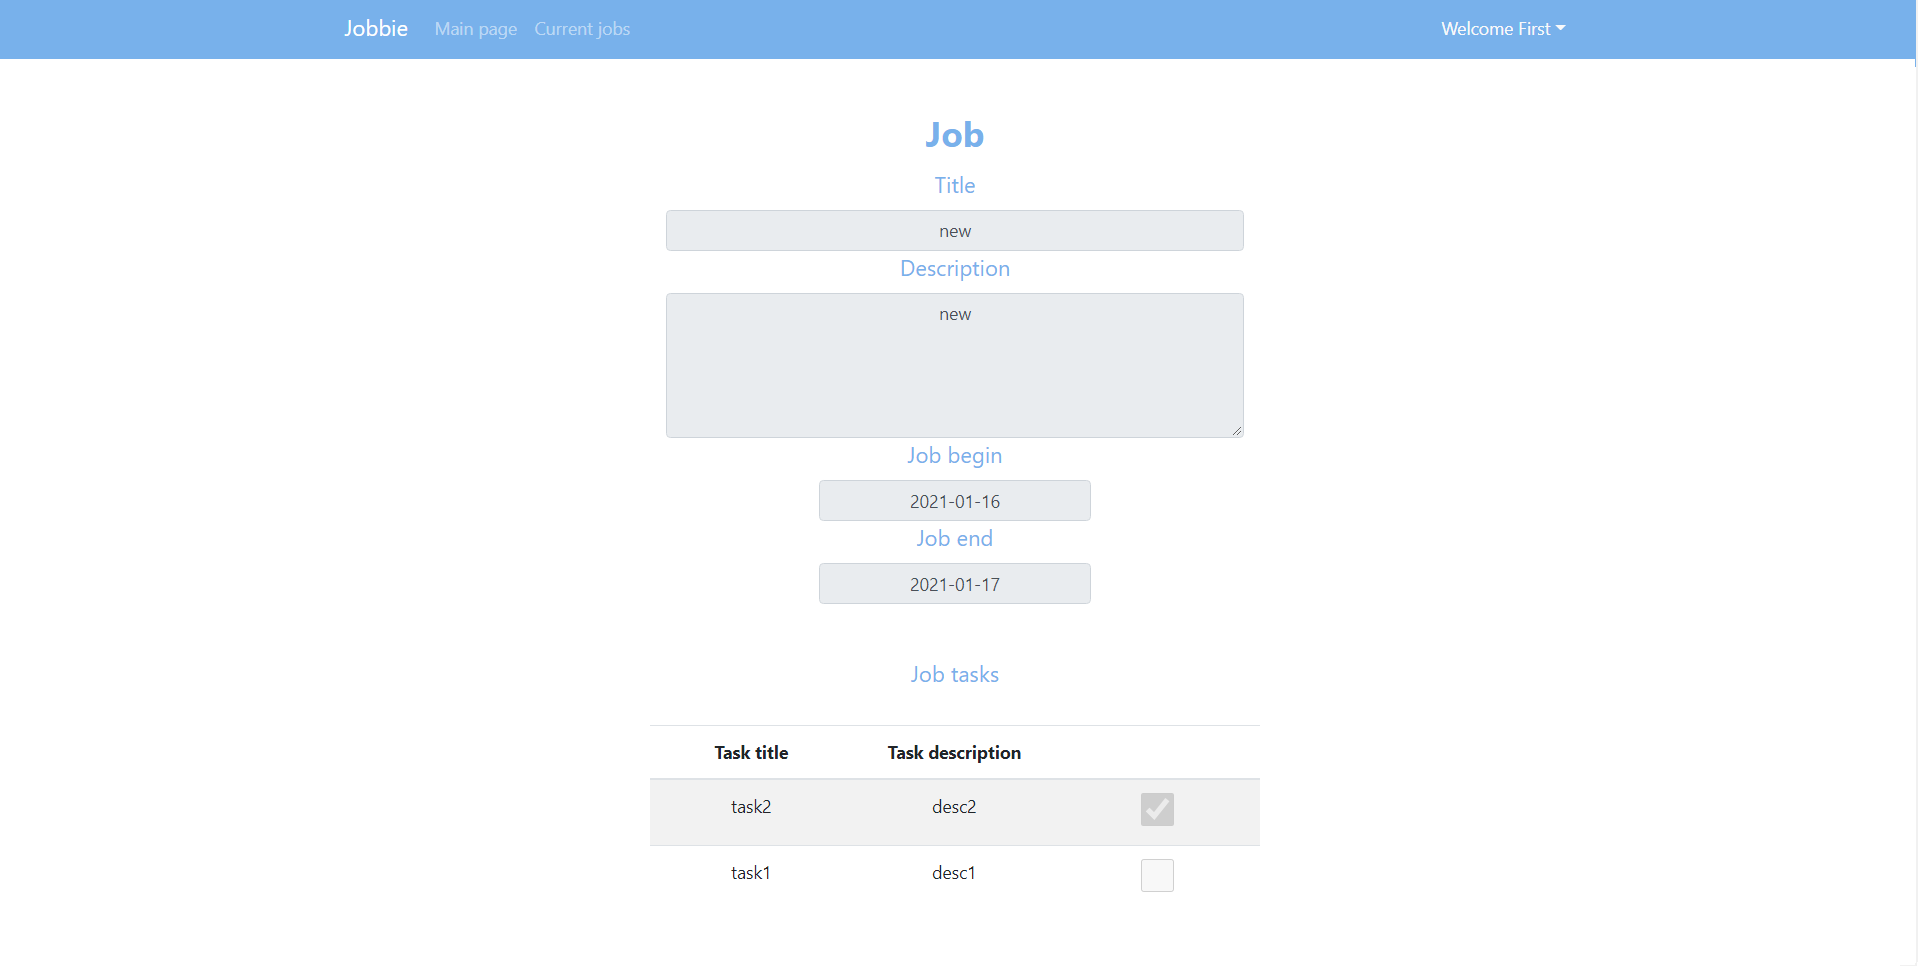 Jobbie Main page Current jobs Welcome First
Job
Title
new
Description
new
Job begin
2021-01-16
Job end
2021-01-17
Job tasks
Task title Task description
task2 desc2
task1 desc1